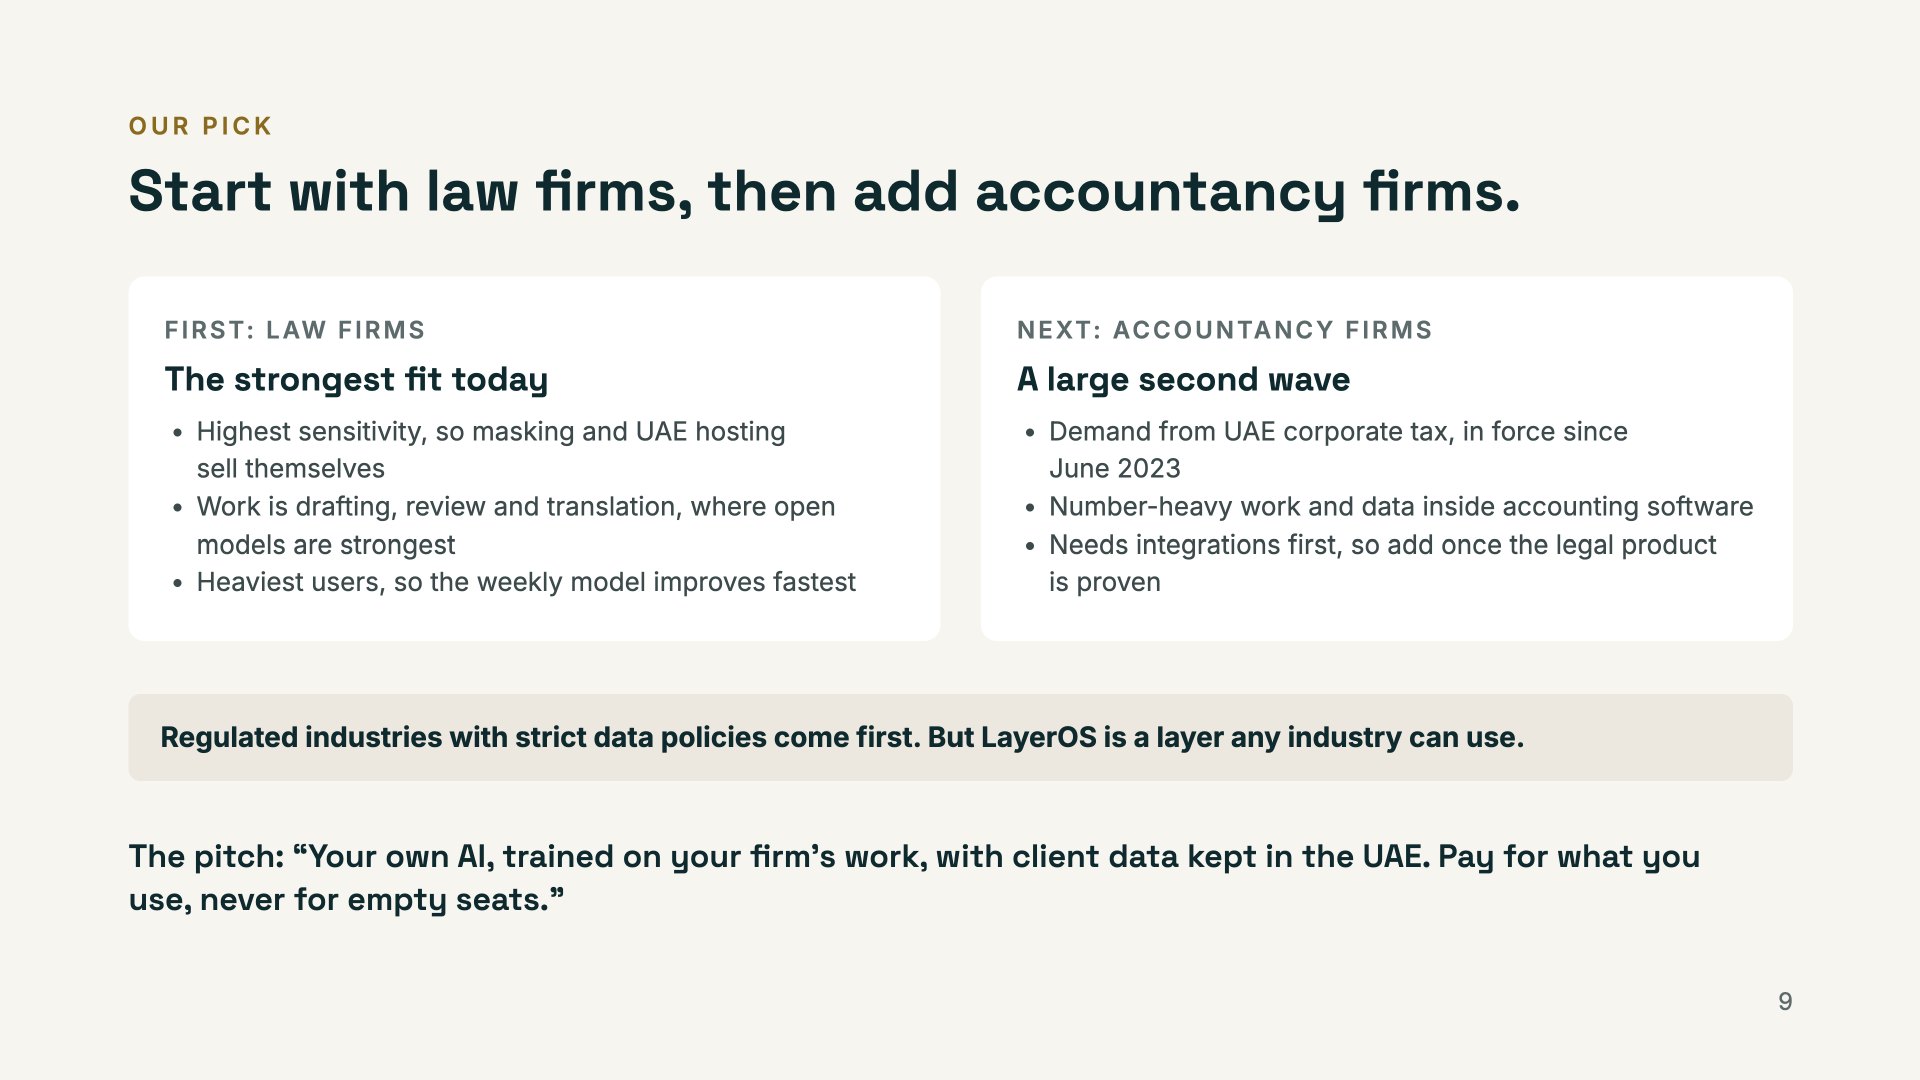 OUR PICK
Start with law firms, then add accountancy firms.
FIRST: LAW FIRMS
The strongest fit today
• Highest sensitivity, so masking and UAE hosting
sell themselves
• Work is drafting, review and translation, where open
models are strongest
• Heaviest users, so the weekly model improves fastest
NEXT: ACCOUNTANCY FIRMS
A large second wave
• Demand from UAE corporate tax, in force since
June 2023
• Number-heavy work and data inside accounting software
• Needs integrations first, so add once the legal product
is proven
Regulated industries with strict data policies come first. But LayerOS is a layer any industry can use.
The pitch: “Your own AI, trained on your firm’s work, with client data kept in the UAE. Pay for what you
use, never for empty seats.”
9